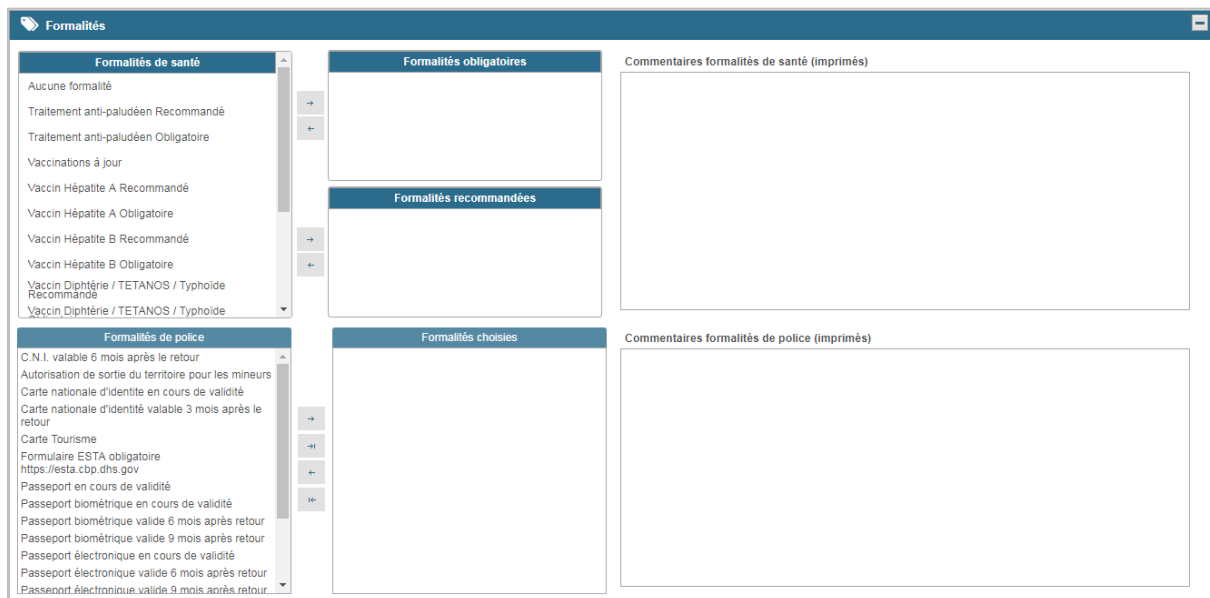 Formalités
Formalités de santé
Aucune formalité
Traitement anti-paludéen Recommandé
Traitement anti-paludéen Obligatoire
Vaccinations á jour
Vaccin Hépatite A Recommandé
Vaccin Hépatite A Obligatoire
Vaccin Hépatite B Recommandé
Vaccin Hépatite B Obligatoire
Vaccin Diphtérie / TETANOS / Typhoïde
Recommandé
Vaccin Diphtérie / TETANOS / Typhoïde
Formalités obligatoires
Formalités recommandées
Commentaires formalités de santé (imprimés)
Formalités de police
C.N.I. valable 6 mois après le retour
Autorisation de sortie du territoire pour les mineurs
Carte nationale d'identite en cours de validité
Carte nationale d'identité valable 3 mois après le
retour
Carte Tourisme
Formulaire ESTA obligatoire
https://esta.cbp.dhs.gov
Passeport en cours de validité
Passeport biométrique en cours de validité
Passeport biométrique valide 6 mois après retour
Passeport biométrique valide 9 mois après retour
Passeport électronique en cours de validité
Passeport électronique valide 6 mois après retour
Passeport électronique valide 9 mois après retour
Formalités choisies
Commentaires formalités de police (imprimés)